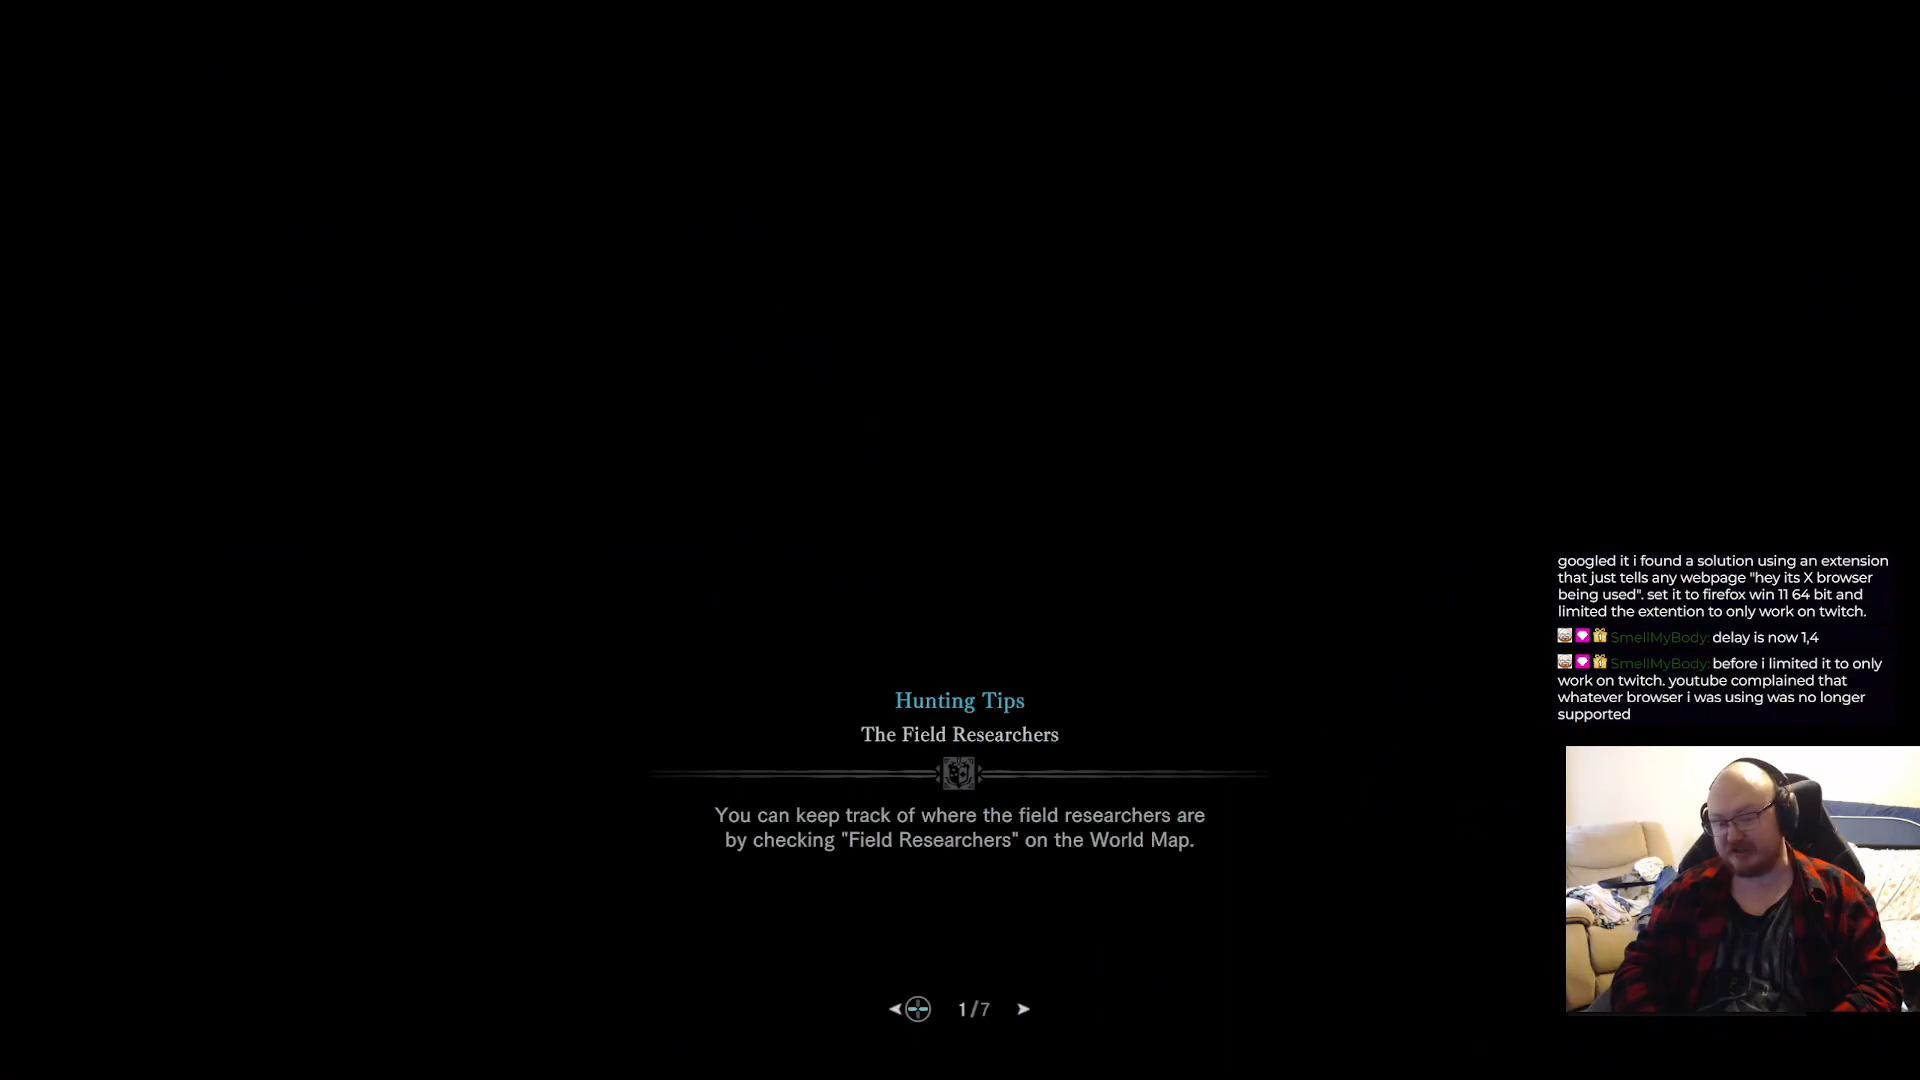 googled it i found a solution using an extension
that just tells any webpage "hey its X browser
being used". set it to firefox win 11 64 bit and
limited the extention to only work on twitch.
SmellMyBody: delay is now 1,4
SmellMyBody: before i limited it to only
work on twitch. youtube complained that
whatever browser i was using was no longer
supported
Hunting Tips
The Field Researchers
You can keep track of where the field researchers are
by checking "Field Researchers" on the World Map.
1/7